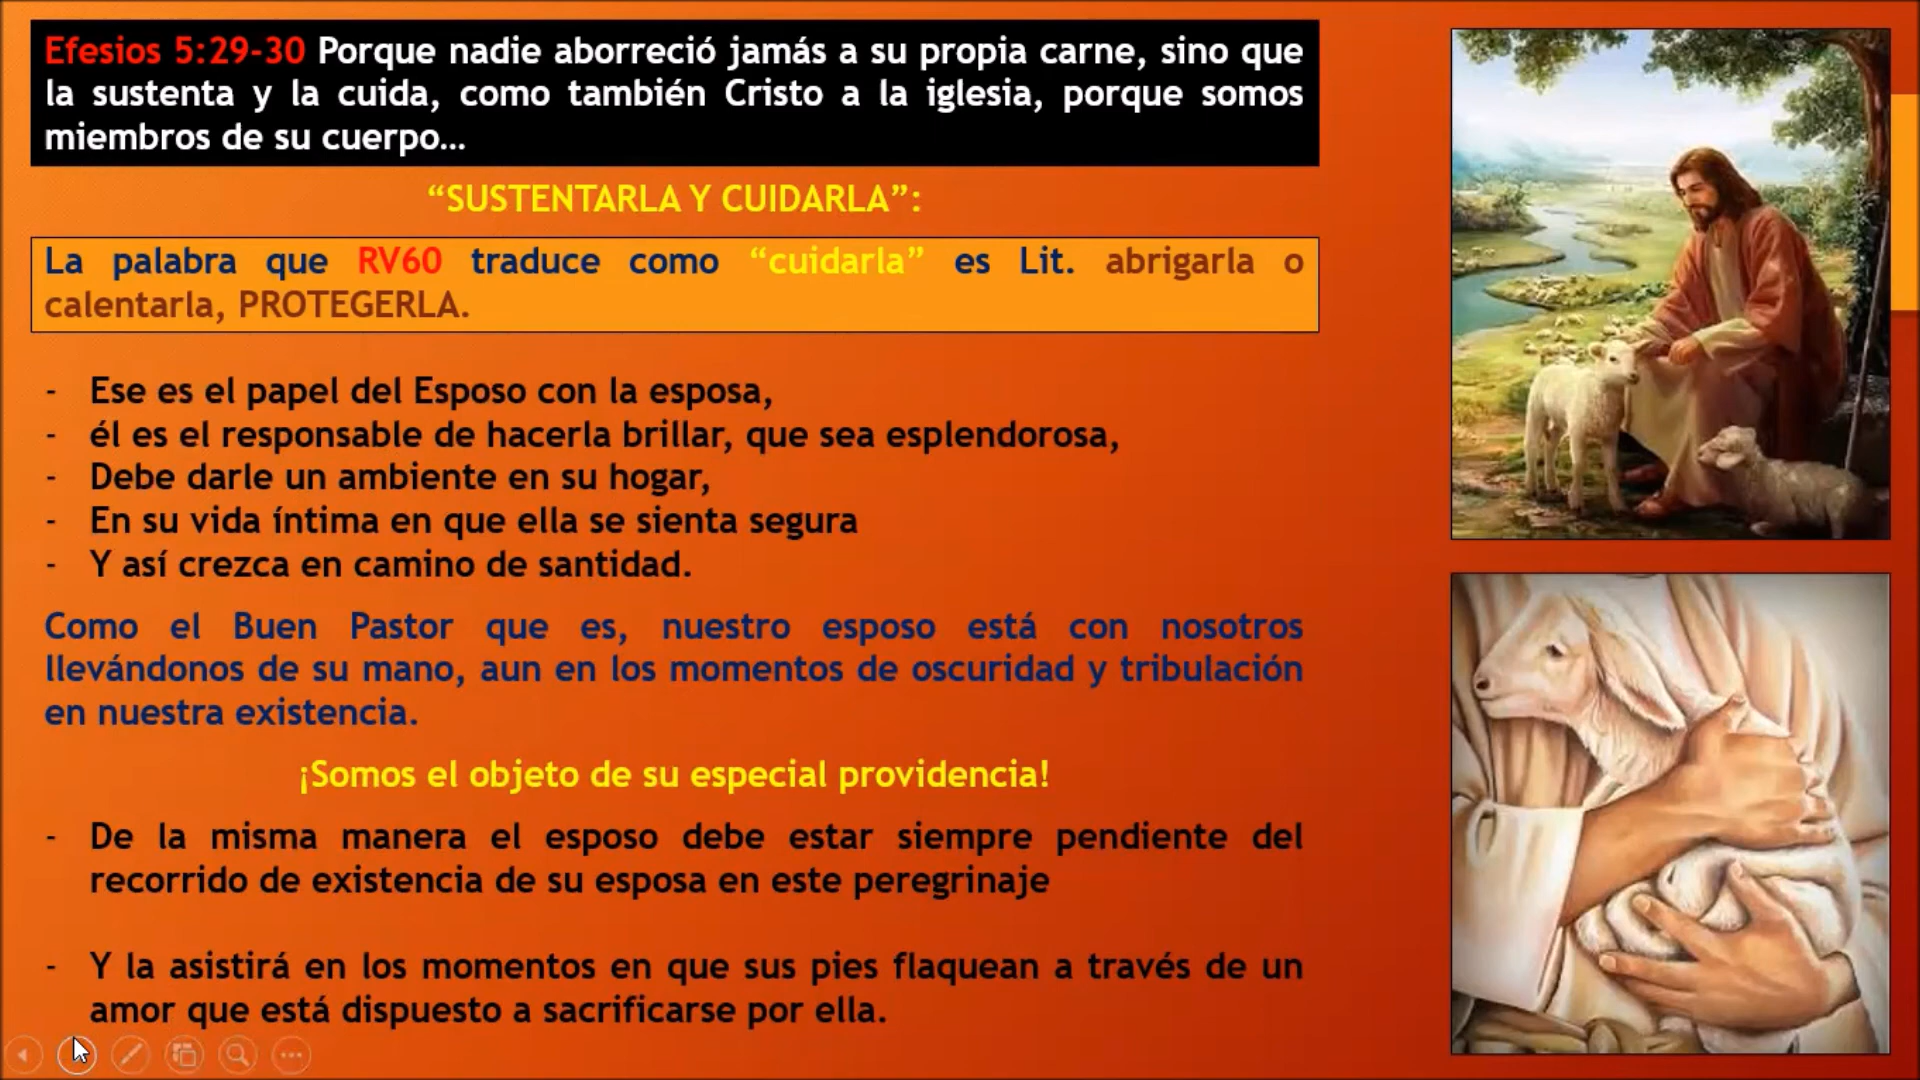 Efesios 5:29-30 Porque nadie aborreció jamás a su propia carne, sino que
la sustenta y la cuida, como también Cristo a la iglesia, porque somos
miembros de su cuerpo...
“SUSTENTARLA Y CUIDARLA”:
La palabra que RV60 traduce como “cuidarla” es Lit. abrigarla o
calentarla, PROTEGERLA.
- Ese es el papel del Esposo con la esposa,
- él es el responsable de hacerla brillar, que sea esplendorosa,
- Debe darle un ambiente en su hogar,
- En su vida íntima en que ella se sienta segura
- Y así crezca en camino de santidad.
Como el Buen Pastor que es, nuestro esposo está con nosotros
llevándonos de su mano, aun en los momentos de oscuridad y tribulación
en nuestra existencia.
¡Somos el objeto de su especial providencia!
- De la misma manera el esposo debe estar siempre pendiente del
recorrido de existencia de su esposa en este peregrinaje
- Y la asistirá en los momentos en que sus pies flaquean a través de un
amor que está dispuesto a sacrificarse por ella.